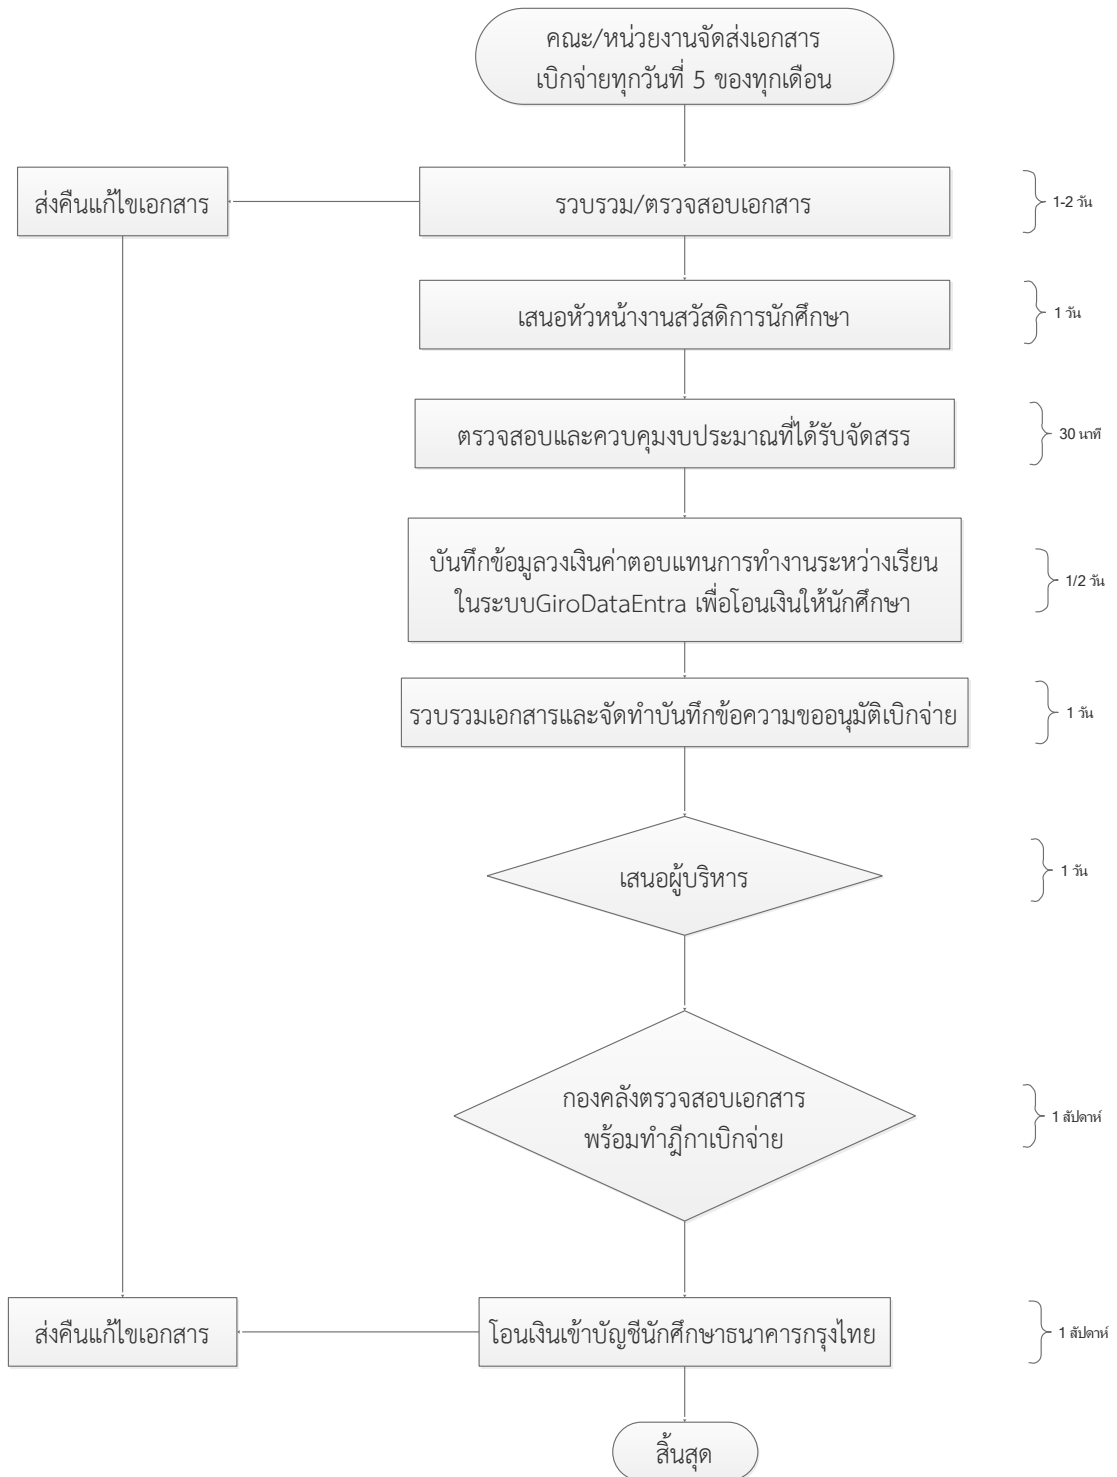 คณะ/หน่วยงานจัดส่งเอกสาร
เบิกจ่ายทุกวันที่ 5 ของทุกเดือน
ส่งคืนแก้ไขเอกสาร
รวบรวม/ตรวจสอบเอกสาร
1-2 วัน
เสนอหัวหน้างานสวัสดิการนักศึกษา
1 วัน
ตรวจสอบและควบคุมงบประมาณที่ได้รับจัดสรร
30 นาที
บันทึกข้อมูลวงเงินค่าตอบแทนการทำงานระหว่างเรียน
ในระบบGiroDataEntra เพื่อโอนเงินให้นักศึกษา
1/2 วัน
รวบรวมเอกสารและจัดทำบันทึกข้อความขออนุมัติเบิกจ่าย
1 วัน
เสนอผู้บริหาร
1 วัน
กองคลังตรวจสอบเอกสาร
พร้อมทำฎีกาเบิกจ่าย
1 สัปดาห์
ส่งคืนแก้ไขเอกสาร
โอนเงินเข้าบัญชีนักศึกษาธนาคารกรุงไทย
1 สัปดาห์
สิ้นสุด